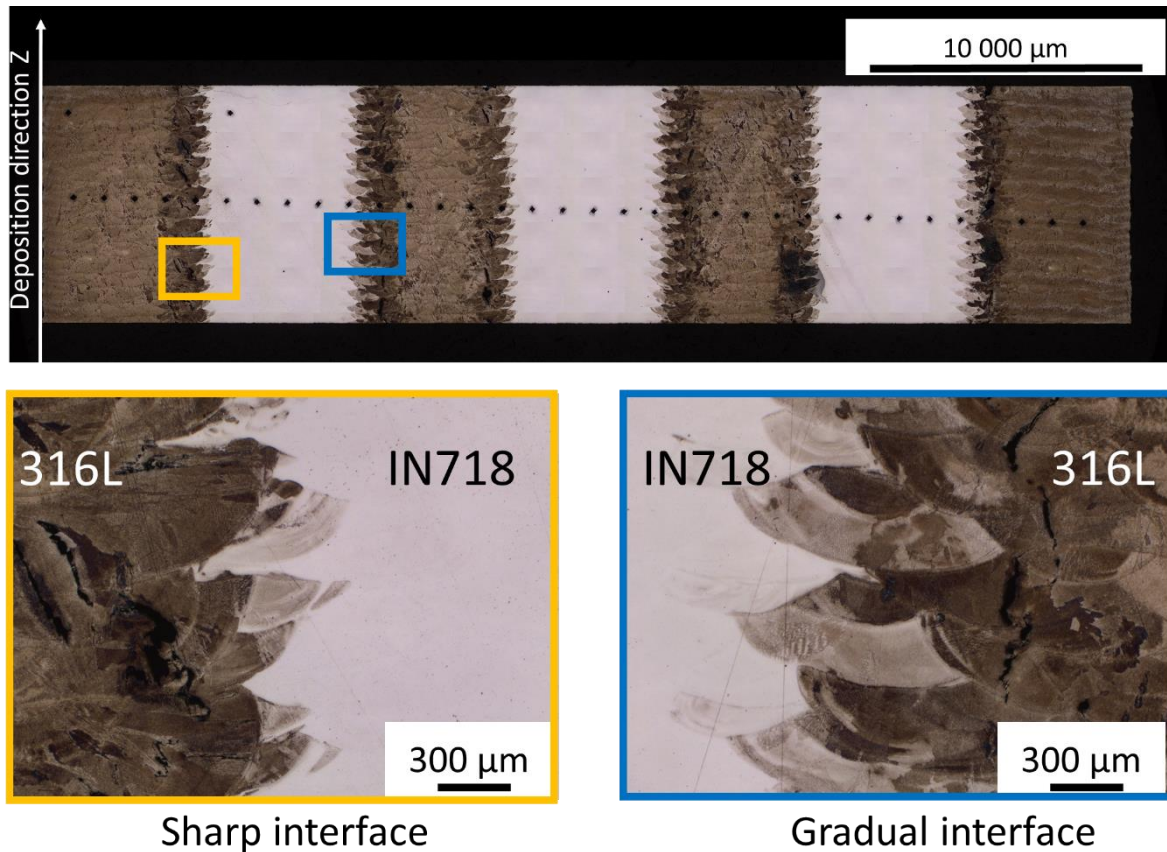 Deposition direction Z
10 000 µm
316L
IN718
300 µm
Sharp interface
IN718
316L
300 µm
Gradual interface